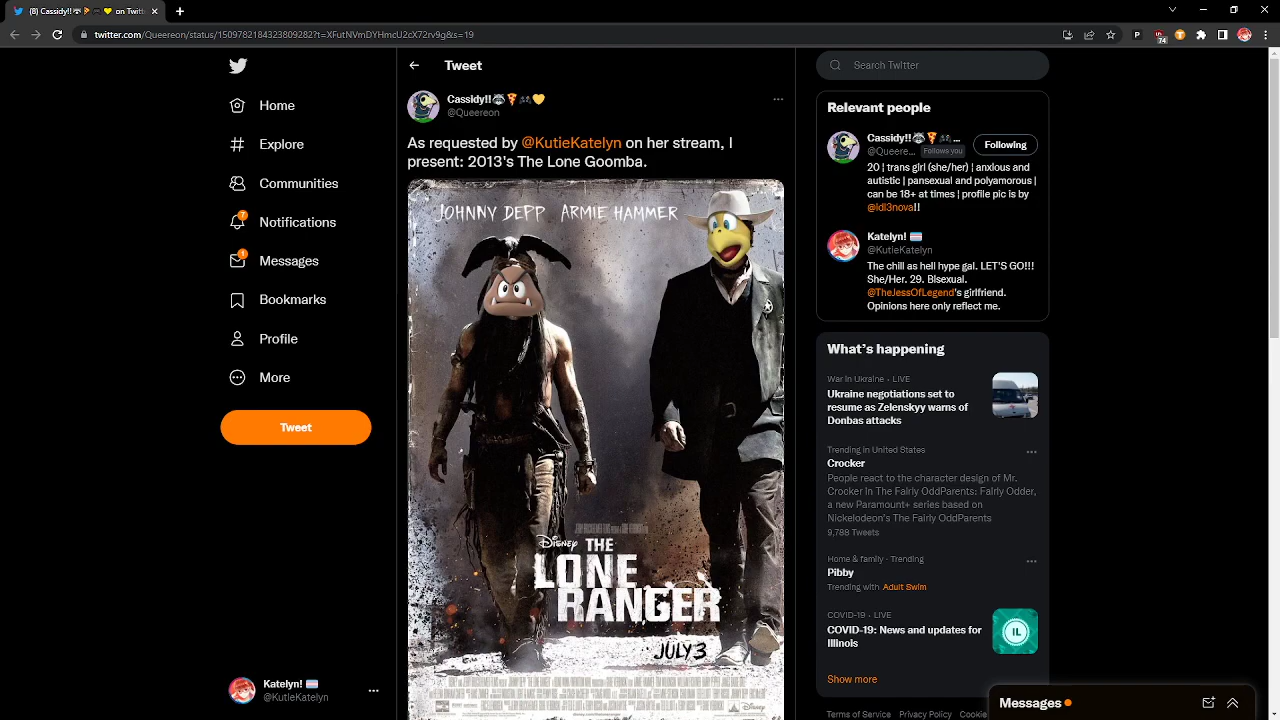 (8) Cassidy!!🦝🍕🎮💛 on Twitt
twitter.com/Queereon/status/1509782184323809282?t=XFutNVmDYHmcU2cX72rv9g&s=19
74
Home
Explore
Communities
7
Notifications
1
Messages
Bookmarks
Profile
More
Tweet
Katelyn!
@KutieKatelyn
Tweet
Cassidy!!🦝🍕🎮💛
@Queereon
As requested by @KutieKatelyn on her stream, I
present: 2013's The Lone Goomba.
JOHNNY DEPP ARMIE HAMMER
DISNEY THE
LONE
RANGER
JULY 3
Search Twitter
Relevant people
Cassidy!!🦝🍕🎮 ...
@Queere... Follows you
Following
20 | trans girl (she/her) | anxious and
autistic | pansexual and polyamorous |
can be 18+ at times | profile pic is by
@idl3nova!!
Katelyn!
@KutieKatelyn
The chill as hell hype gal. LET'S GO!!!
She/Her. 29. Bisexual.
@TheJessOfLegend's girlfriend.
Opinions here only reflect me.
What's happening
War in Ukraine · LIVE
Ukraine negotiations set to
resume as Zelenskyy warns of
Donbas attacks
Trending in United States
Crocker
People react to the character design of Mr.
Crocker in The Fairly OddParents: Fairly Odder,
a new Paramount+ series based on
Nickelodeon's The Fairly OddParents
9,788 Tweets
Home & family · Trending
Pibby
Trending with Adult Swim
COVID-19 · LIVE
COVID-19: News and updates for
Illinois
IL
Show more
Terms of Service Privacy Policy Cookie
Messages